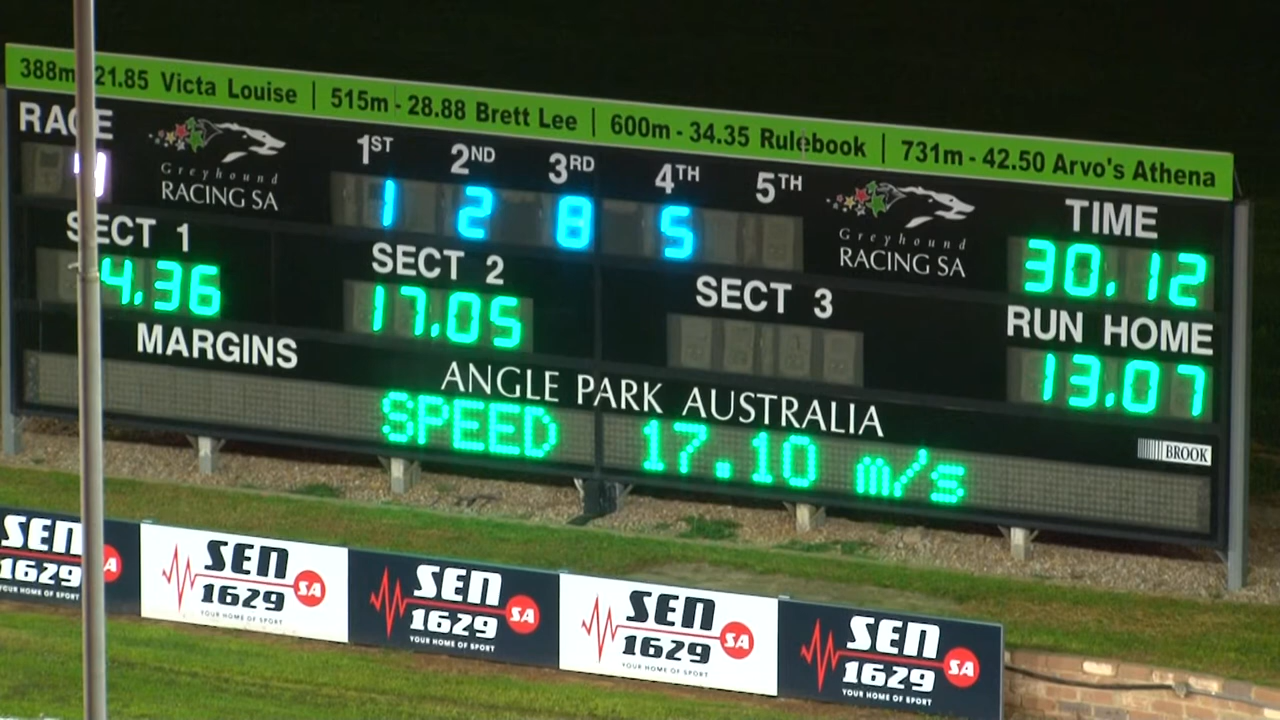 388m 21.85 Victa Louise | 515m - 28.88 Brett Lee | 600m - 34.35 Rulebook | 731m - 42.50 Arvo's Athena
RACE
Greyhound
RACING SA
1ST 2ND 3RD 4TH 5TH
1 2 8 5
Greyhound
RACING SA
TIME
30.12
SECT 1
4.36
SECT 2
17.05
SECT 3
RUN HOME
13.07
MARGINS
ANGLE PARK AUSTRALIA
SPEED 17.10 m/s
BROOK
SEN
1629
YOUR HOME OF SPORT
SEN
1629 SA
YOUR HOME OF SPORT
SEN
1629 SA
YOUR HOME OF SPORT
SEN
1629 SA
YOUR HOME OF SPORT
SEN
1629 SA
YOUR HOME OF SPORT